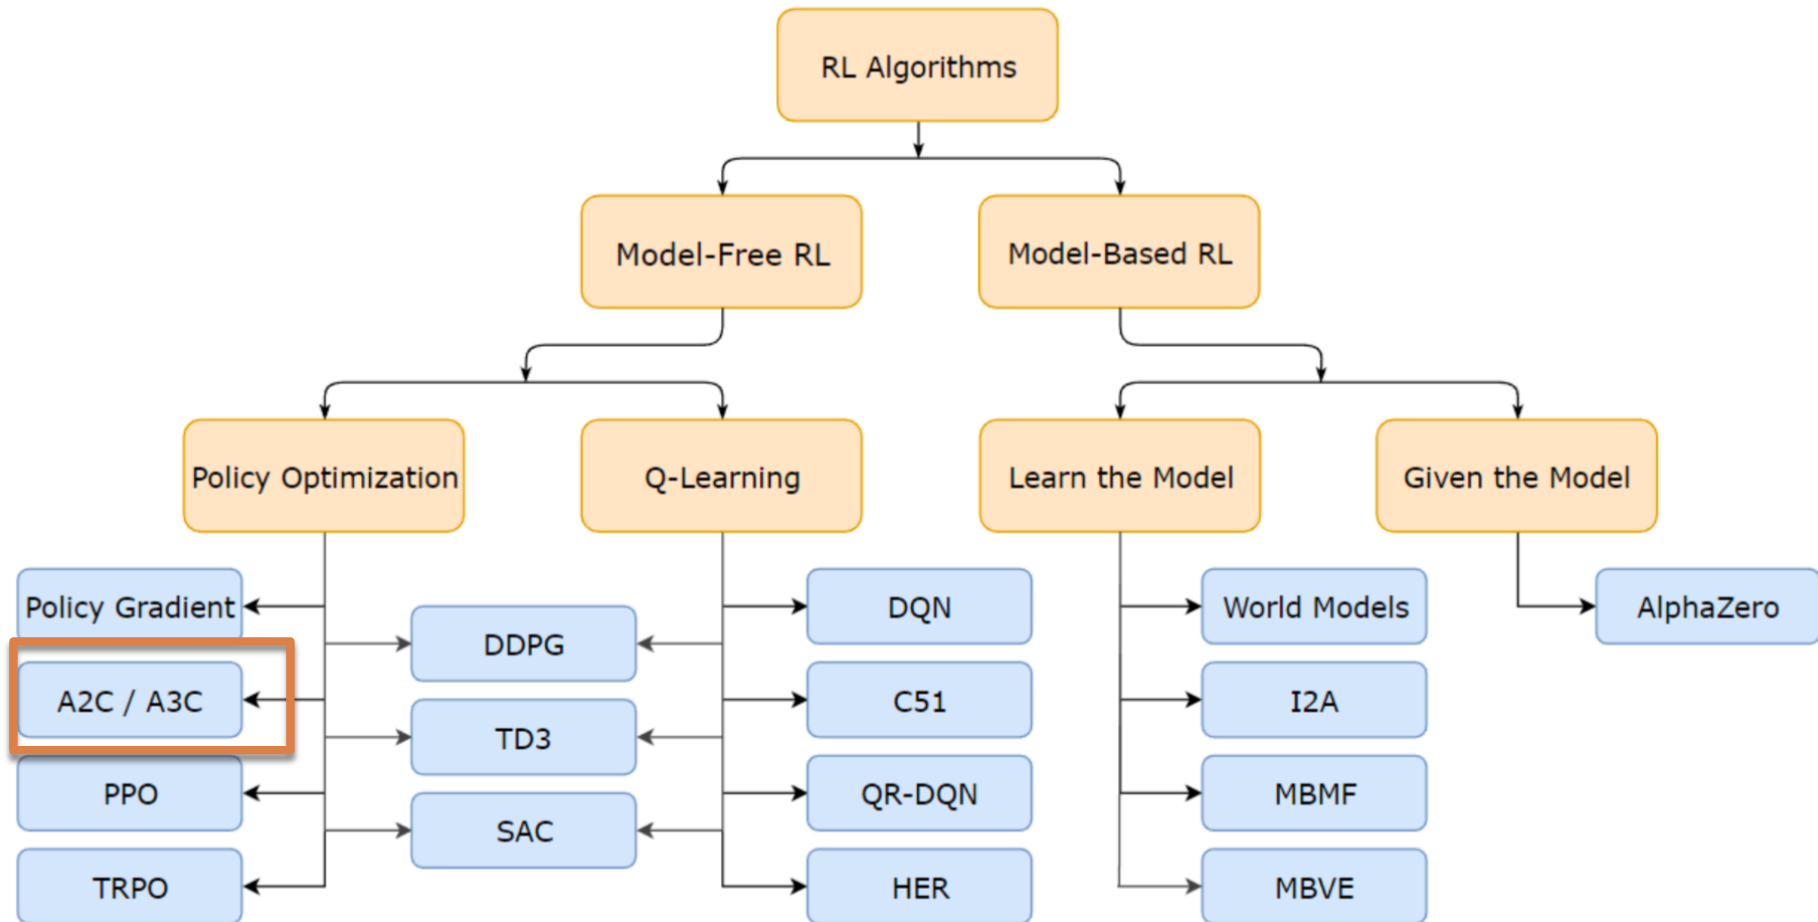 RL Algorithms
Model-Free RL
Model-Based RL
Policy Optimization
Q-Learning
Learn the Model
Given the Model
Policy Gradient
DDPG
DQN
World Models
AlphaZero
A2C / A3C
TD3
C51
I2A
PPO
SAC
QR-DQN
MBMF
TRPO
HER
MBVE